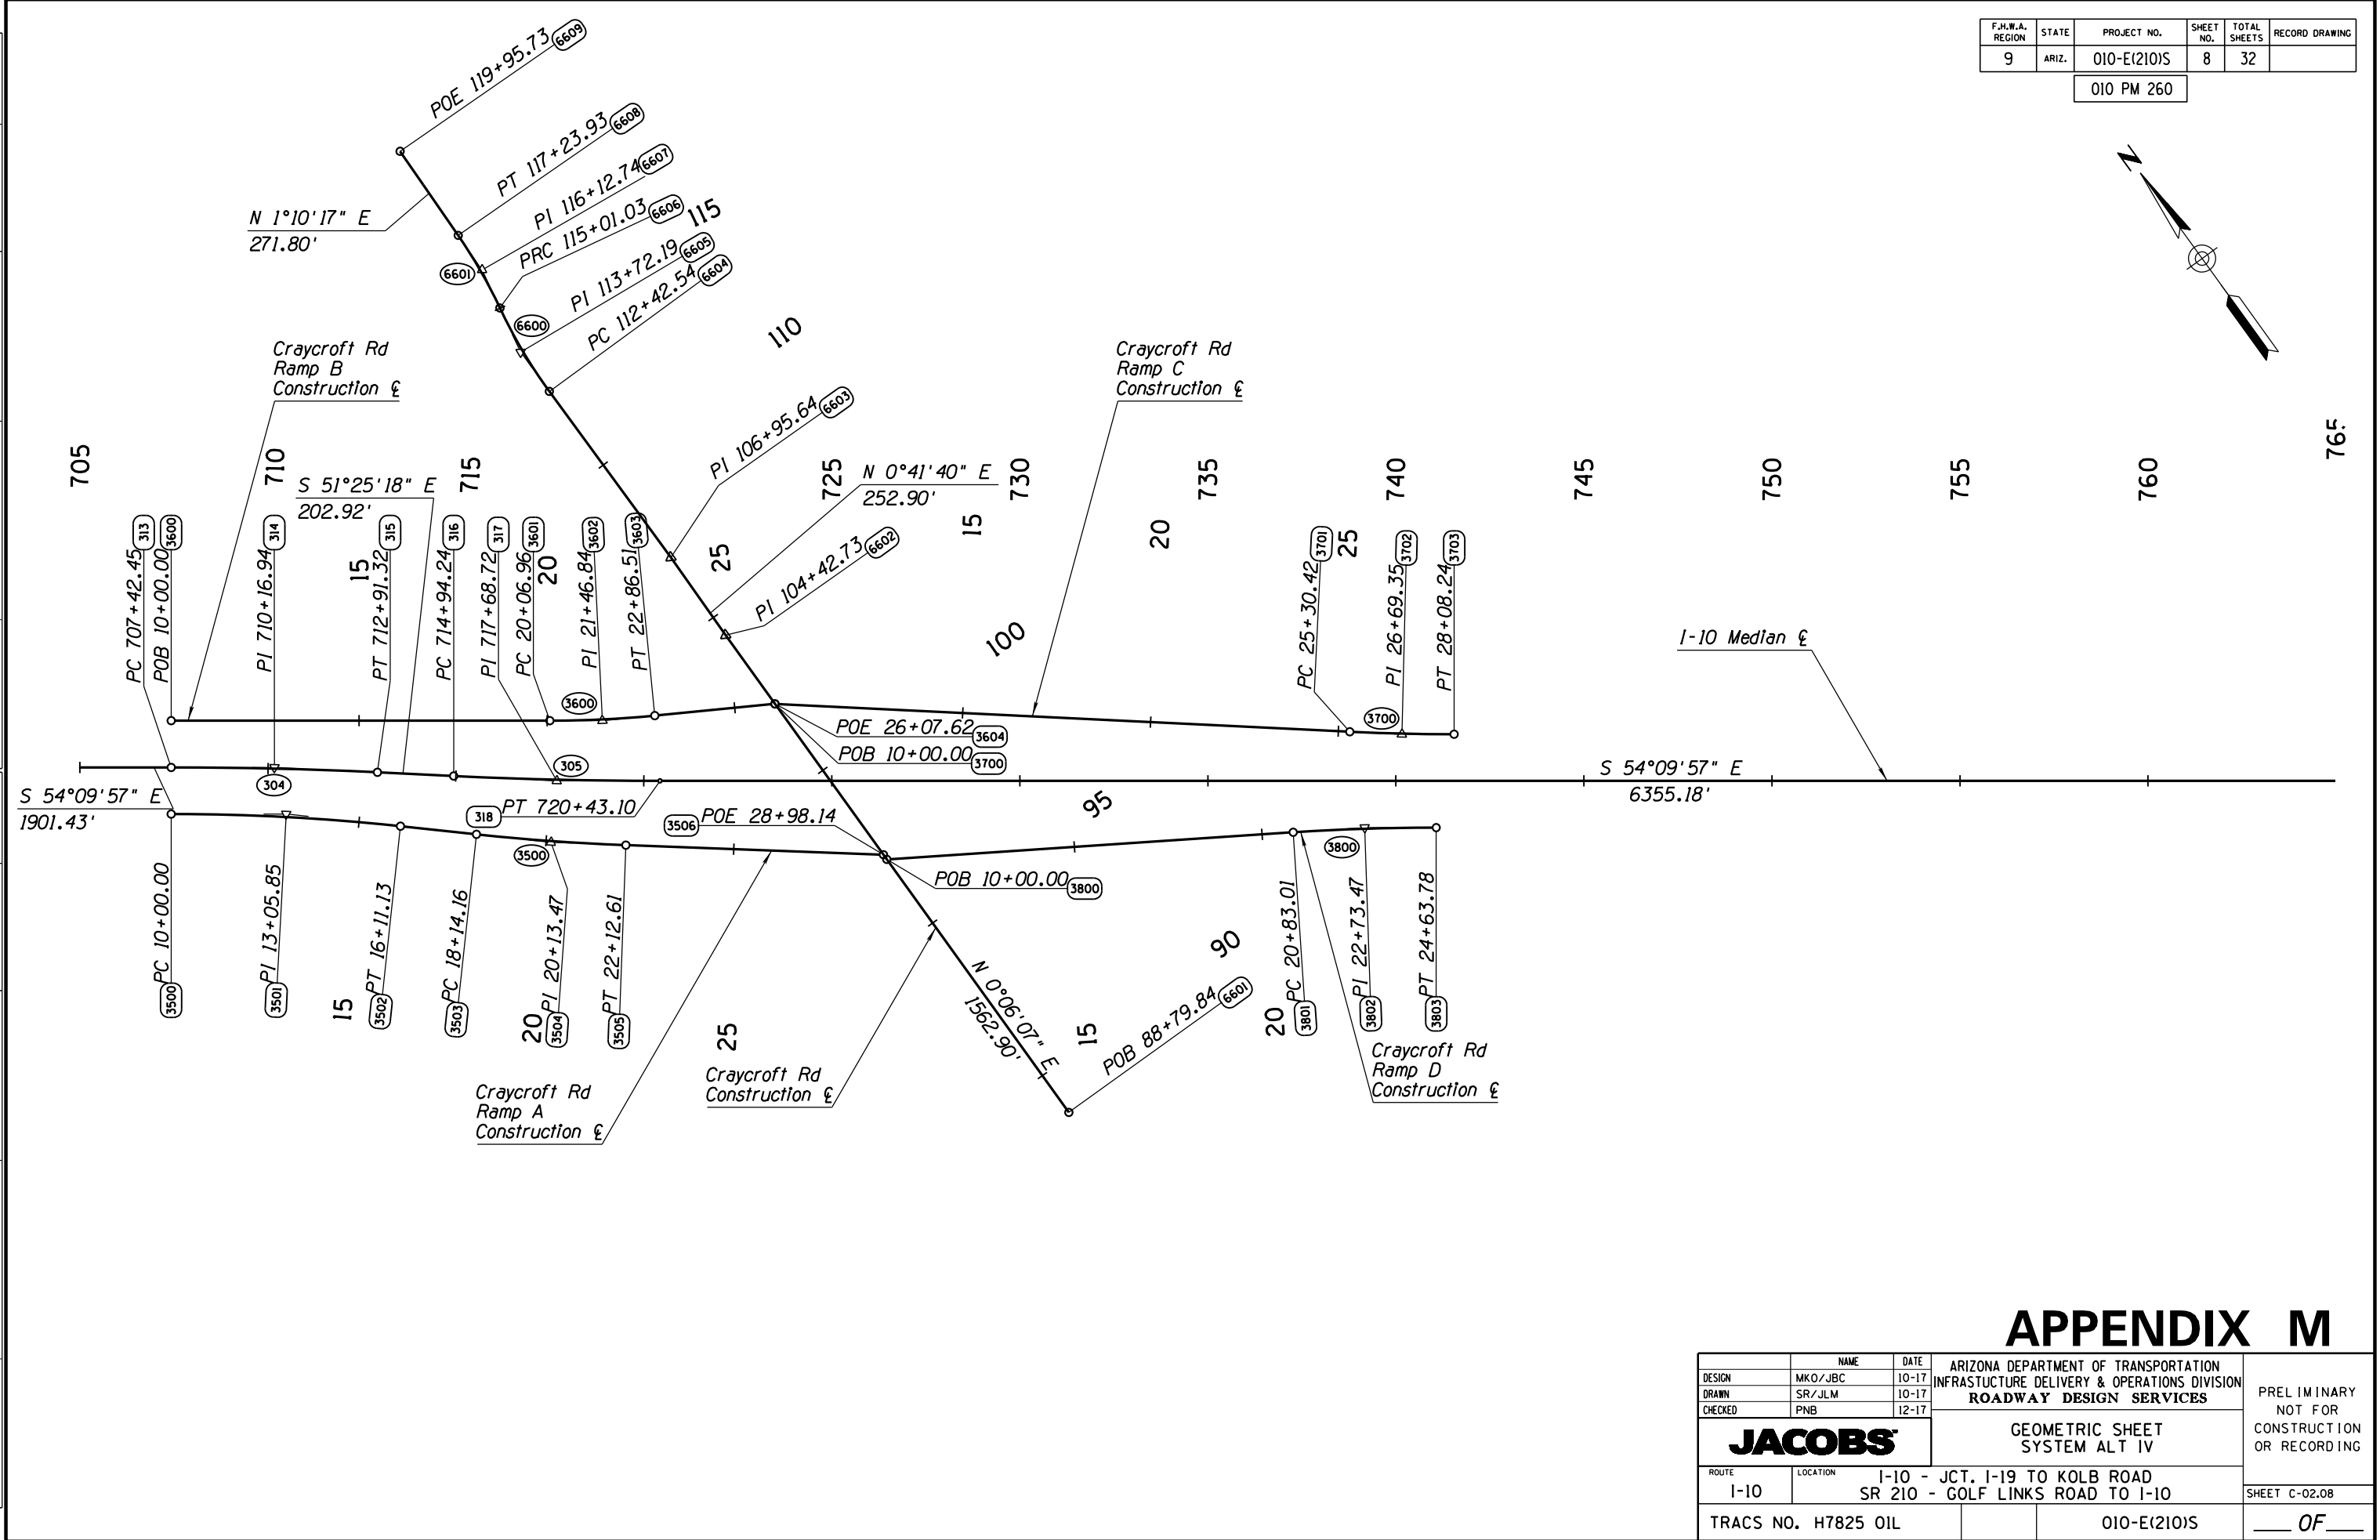 F.H.W.A. REGION STATE PROJECT NO. SHEET NO. TOTAL SHEETS RECORD DRAWING
9 ARIZ. 010-E(210)S 8 32
010 PM 260
N
POE 119+95.73 6609
PT 117+23.93 6608
PI 116+12.74 6607
PRC 115+01.03 6606
115
PI 113+72.19 6605
PC 112+42.54 6604
N 1°10'17" E
271.80'
6601
6600
110
Craycroft Rd
Ramp B
Construction ℄
Craycroft Rd
Ramp C
Construction ℄
PI 106+95.64 6603
N 0°41'40" E
252.90'
PI 104+42.73 6602
100
705
710
715
725
730
735
740
745
750
755
760
765
S 51°25'18" E
202.92'
PC 707+42.45 313
POB 10+00.00 3600
PI 710+16.94 314
15
PT 712+91.32 315
PC 714+94.24 316
PI 717+68.72 317
PC 20+06.96 3601
20
PI 21+46.84 3602
PT 22+86.51 3603
25
15
20
PC 25+30.42 3701
25
PI 26+69.35 3702
PT 28+08.24 3703
I-10 Median ℄
3600
POE 26+07.62 3604
POB 10+00.00 3700
3700
304
305
S 54°09'57" E
6355.18'
S 54°09'57" E
1901.43'
318 PT 720+43.10
3506 POE 28+98.14
95
3500
3800
POB 10+00.00 3800
PC 10+00.00 3500
PI 13+05.85 3501
15
PT 16+11.13 3502
PC 18+14.16 3503
20
PI 20+13.47 3504
PT 22+12.61 3505
25
N 0°06'07" E
1562.90'
90
15
POB 88+79.84 6601
20
PC 20+83.01 3801
PI 22+73.47 3802
PT 24+63.78 3803
Craycroft Rd
Ramp A
Construction ℄
Craycroft Rd
Construction ℄
Craycroft Rd
Ramp D
Construction ℄
APPENDIX M
NAME DATE
DESIGN MKO/JBC 10-17
DRAWN SR/JLM 10-17
CHECKED PNB 12-17
ARIZONA DEPARTMENT OF TRANSPORTATION
INFRASTUCTURE DELIVERY & OPERATIONS DIVISION
ROADWAY DESIGN SERVICES
PRELIMINARY
NOT FOR
CONSTRUCTION
OR RECORDING
JACOBS
GEOMETRIC SHEET
SYSTEM ALT IV
ROUTE
I-10
LOCATION
I-10 - JCT. I-19 TO KOLB ROAD
SR 210 - GOLF LINKS ROAD TO I-10
SHEET C-02.08
TRACS NO. H7825 01L
010-E(210)S
OF